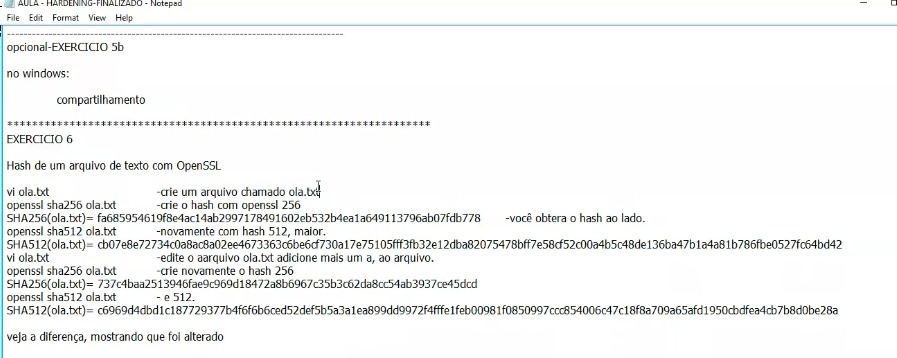 AULA - HARDENING-FINALIZADO - Notepad
File Edit Format View Help
--------------------------------------------------------------------------------
opcional-EXERCICIO 5b
no windows:
compartilhamento
****************************************************************
EXERCICIO 6
Hash de um arquivo de texto com OpenSSL
vi ola.txt -crie um arquivo chamado ola.txt
openssl sha256 ola.txt -crie o hash com openssl 256
SHA256(ola.txt)= fa685954619f8e4ac14ab2997178491602eb532b4ea1a649113796ab07fdb778 -você obtera o hash ao lado.
openssl sha512 ola.txt -novamente com hash 512, maior.
SHA512(ola.txt)= cb07e8e72734c0a8ac8a02ee4673363c6be6cf730a17e75105fff3fb32e12dba82075478bff7e58cf52c00a4b5c48de136ba47b1a4a81b786fbe0527fc64bd42
vi ola.txt -edite o aarquivo ola.txt adicione mais um a, ao arquivo.
openssl sha256 ola.txt -crie novamente o hash 256
SHA256(ola.txt)= 737c4baa2513946fae9c969d18472a8b6967c35b3c62da8cc54ab3937ce45dcd
openssl sha512 ola.txt - e 512.
SHA512(ola.txt)= c6969d4dbd1c187729377b4f6f6b6ced52def5b5a3a1ea899dd9972f4fffe1feb00981f0850997ccc854006c47c18f8a709a65afd1950cbdfea4cb7b8d0be28a
veja a diferença, mostrando que foi alterado